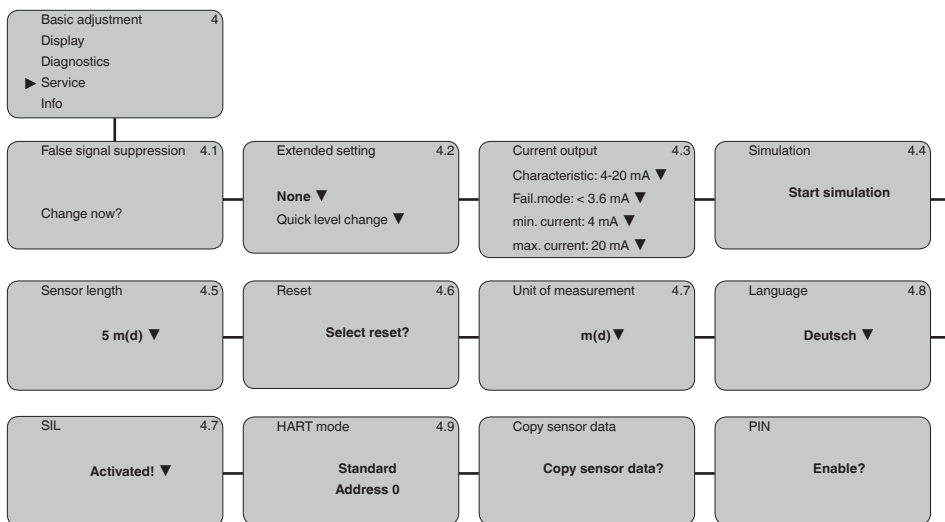 Basic adjustment 4
Display
Diagnostics
▶ Service
Info
False signal suppression 4.1
Change now?
Extended setting 4.2
None ▼
Quick level change ▼
Current output 4.3
Characteristic: 4-20 mA ▼
Fail.mode: < 3.6 mA ▼
min. current: 4 mA ▼
max. current: 20 mA ▼
Simulation 4.4
Start simulation
Sensor length 4.5
5 m(d) ▼
Reset 4.6
Select reset?
Unit of measurement 4.7
m(d) ▼
Language 4.8
Deutsch ▼
SIL 4.7
Activated! ▼
HART mode 4.9
Standard
Address 0
Copy sensor data
Copy sensor data?
PIN
Enable?